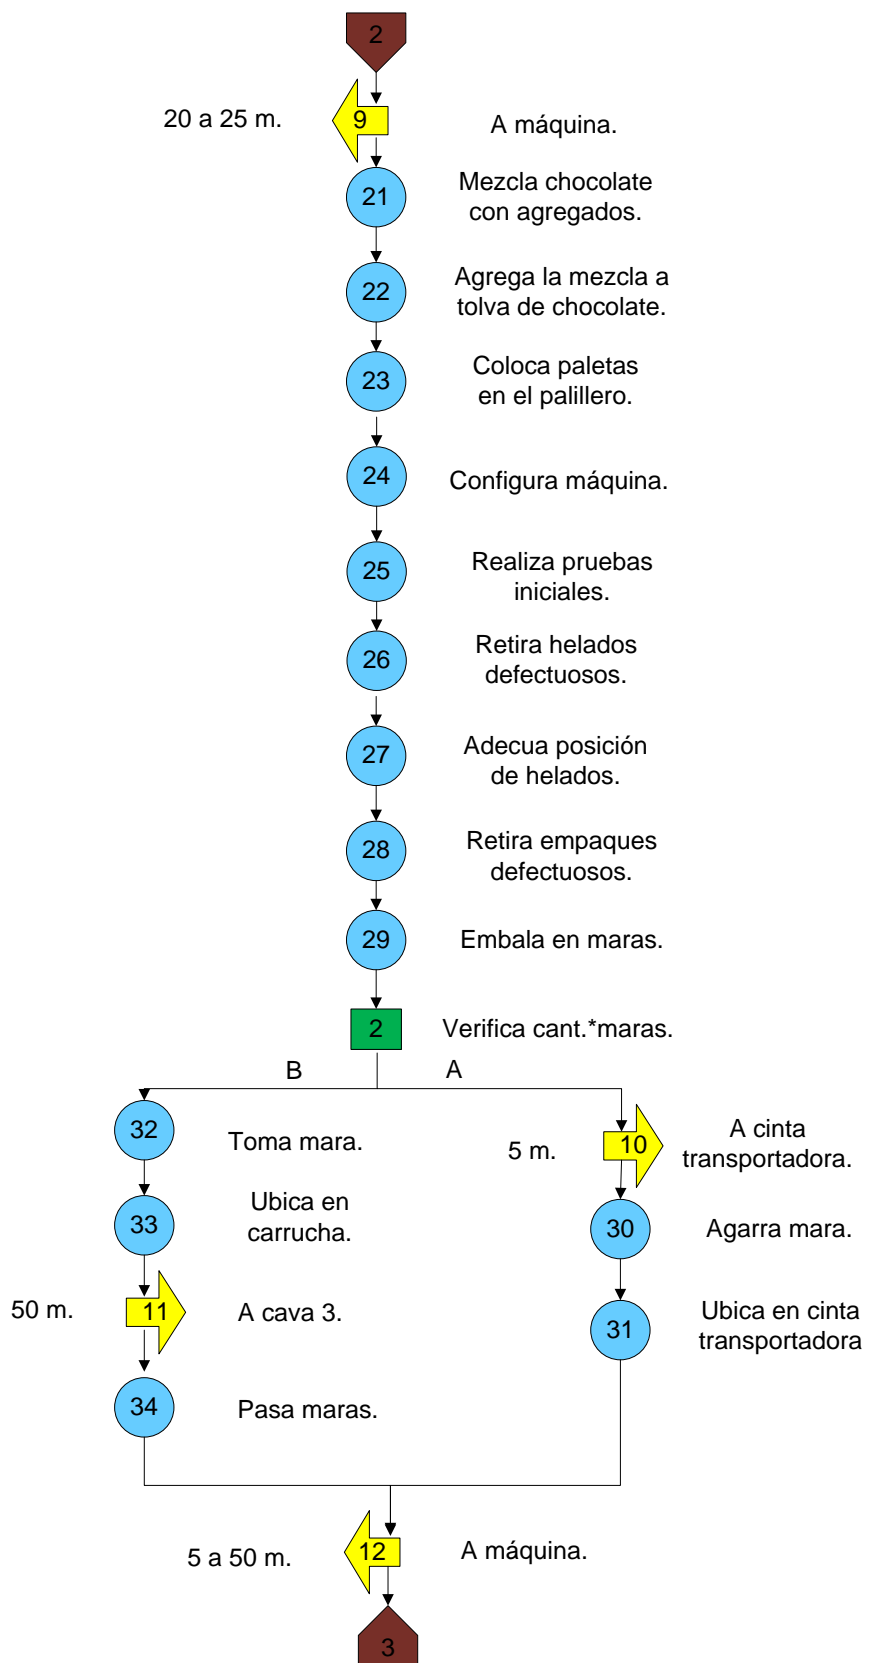 2
20 a 25 m.
9
A máquina.
21
Mezcla chocolate
con agregados.
22
Agrega la mezcla a
tolva de chocolate.
23
Coloca paletas
en el palillero.
24
Configura máquina.
25
Realiza pruebas
iniciales.
26
Retira helados
defectuosos.
27
Adecua posición
de helados.
28
Retira empaques
defectuosos.
29
Embala en maras.
2
Verifica cant.*maras.
B
A
32
Toma mara.
33
Ubica en
carrucha.
50 m.
11
A cava 3.
34
Pasa maras.
5 m.
10
A cinta
transportadora.
30
Agarra mara.
31
Ubica en cinta
transportadora
5 a 50 m.
12
A máquina.
3